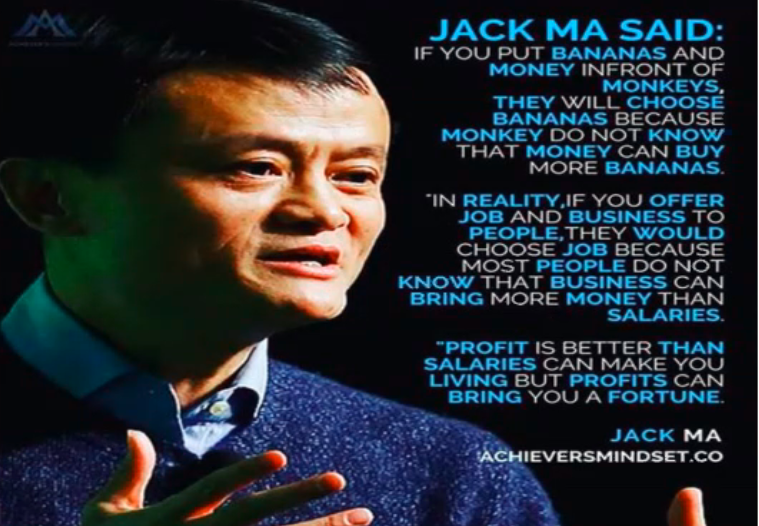 JACK MA SAID:
IF YOU PUT BANANAS AND
MONEY INFRONT OF
MONKEYS,
THEY WILL CHOOSE
BANANAS BECAUSE
MONKEY DO NOT KNOW
THAT MONEY CAN BUY
MORE BANANAS.
"IN REALITY,IF YOU OFFER
JOB AND BUSINESS TO
PEOPLE,THEY WOULD
CHOOSE JOB BECAUSE
MOST PEOPLE DO NOT
KNOW THAT BUSINESS CAN
BRING MORE MONEY THAN
SALARIES.
"PROFIT IS BETTER THAN
SALARIES CAN MAKE YOU
LIVING BUT PROFITS CAN
BRING YOU A FORTUNE.
JACK MA
ACHIEVERSMINDSET.CO